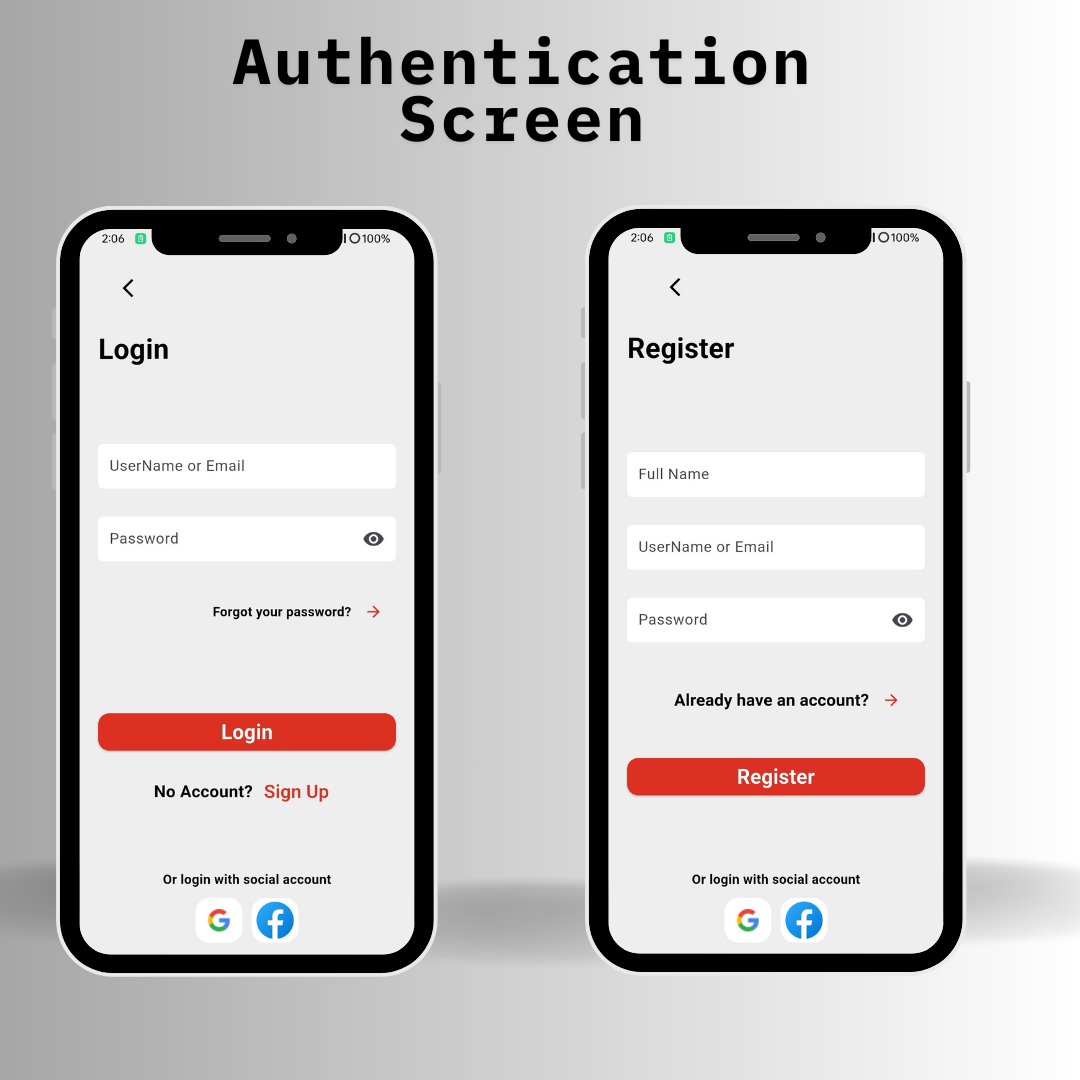 Authentication
Screen
2:06
100%
Login
UserName or Email
Password
Forgot your password?
Login
No Account? Sign Up
Or login with social account
2:06
100%
Register
Full Name
UserName or Email
Password
Already have an account?
Register
Or login with social account